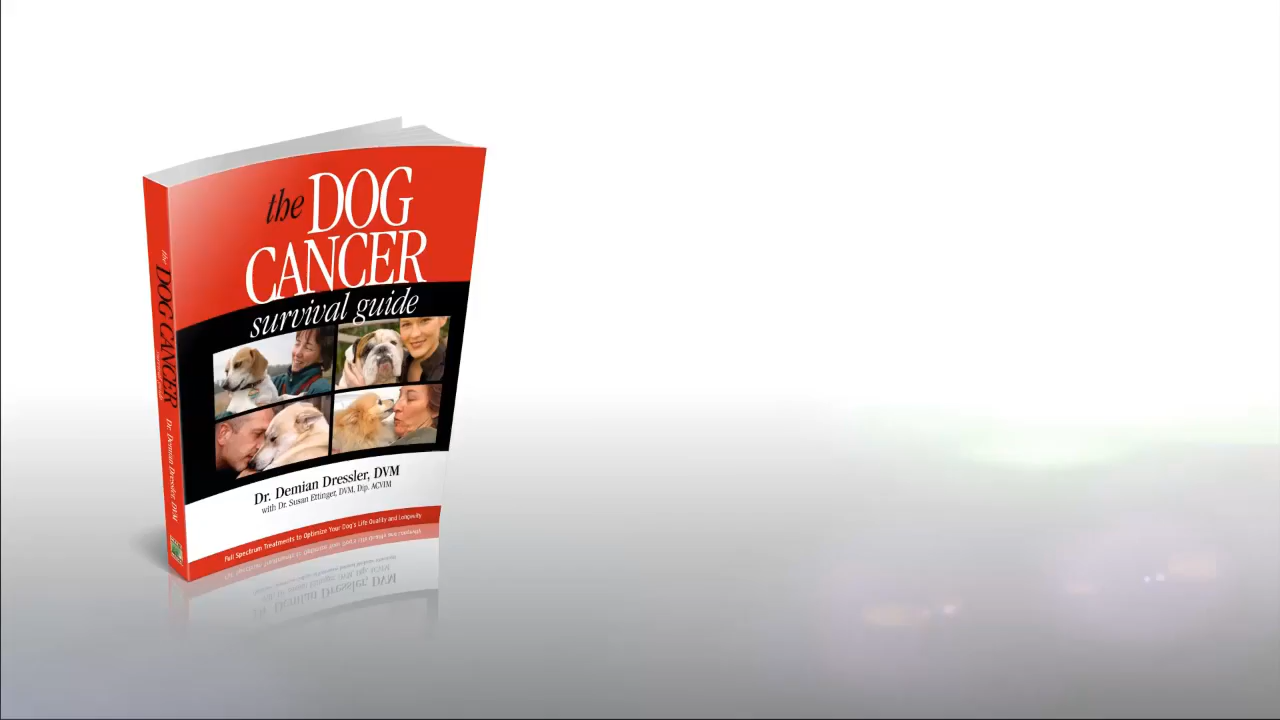 the DOG
CANCER
survival guide
Dr. Demian Dressler, DVM
with Dr. Susan Ettinger, DVM, Dip. ACVIM
Full Spectrum Treatments to Optimize Your Dog's Life Quality and Longevity
the DOG CANCER
Dr. Demian Dressler, DVM